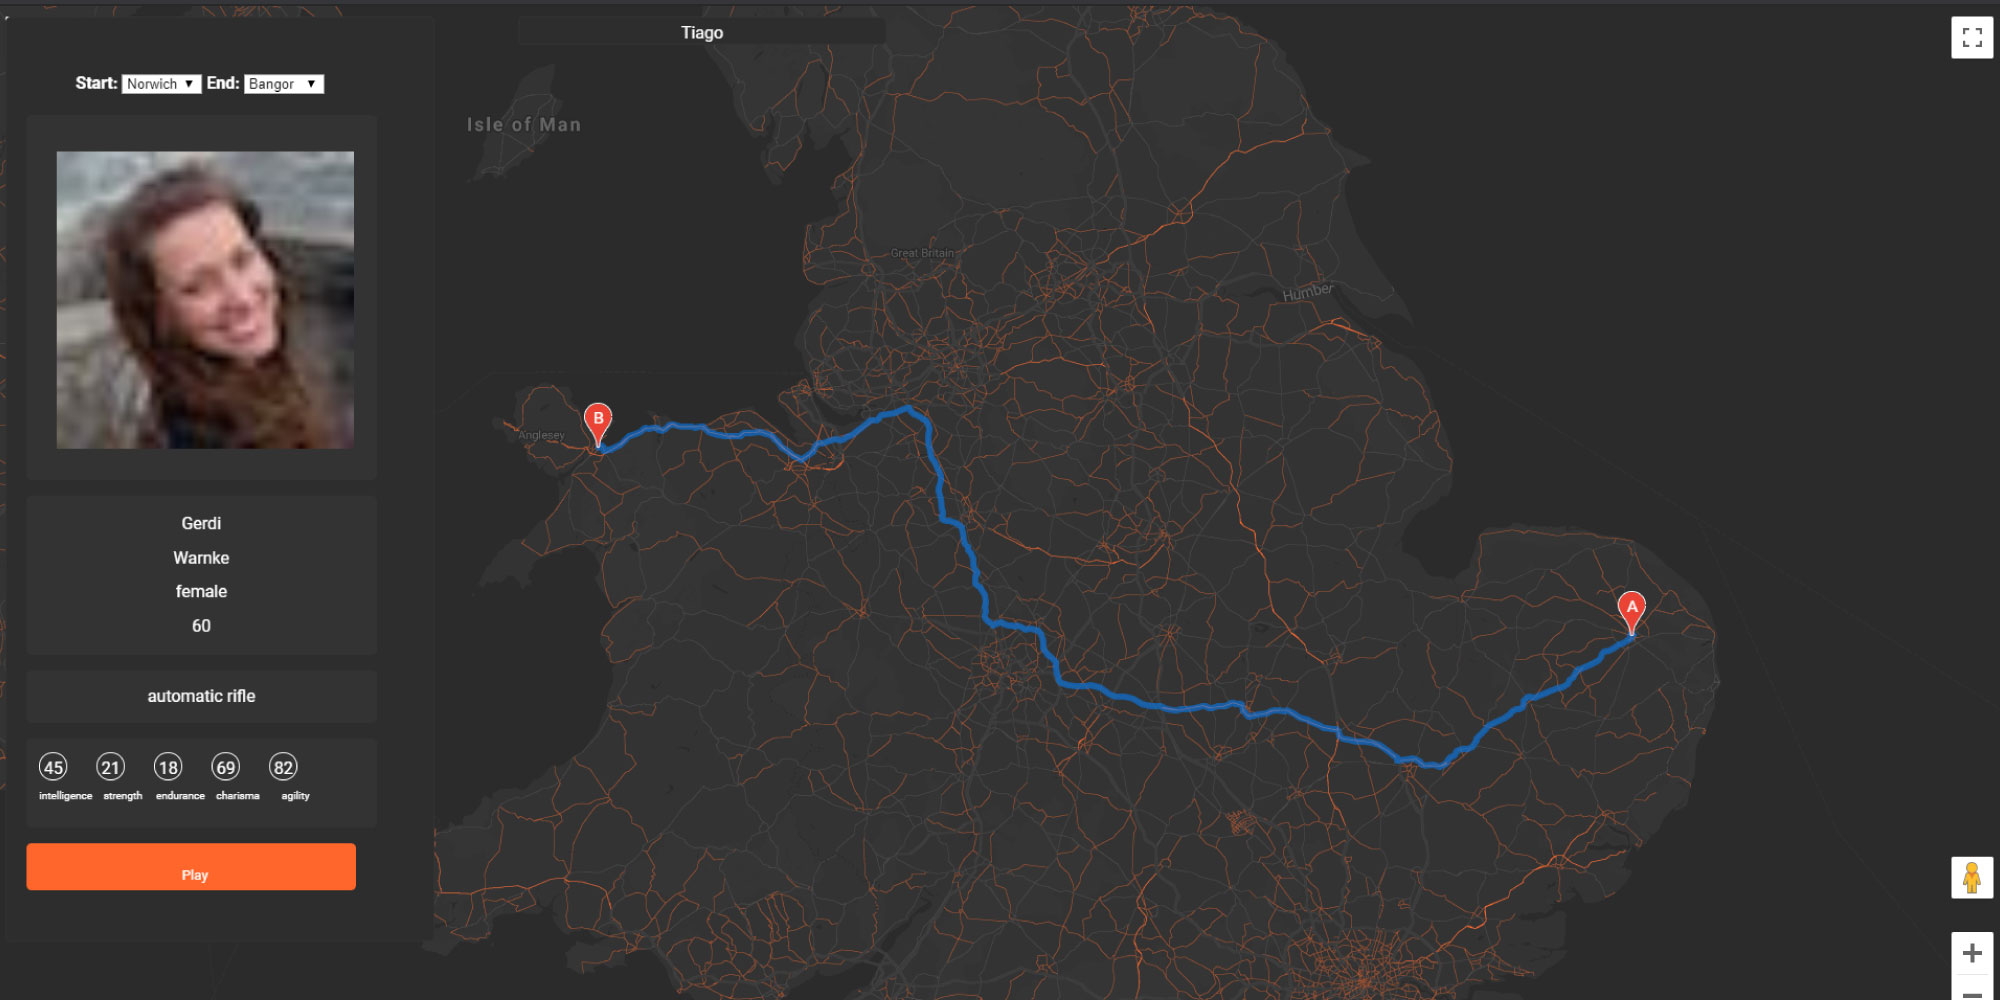 Tiago
Start: Norwich End: Bangor
Gerdi
Warnke
female
60
automatic rifle
45 21 18 69 82
intelligence strength endurance charisma agility
Play
Isle of Man
Great Britain
Humber
Anglesey
B
A